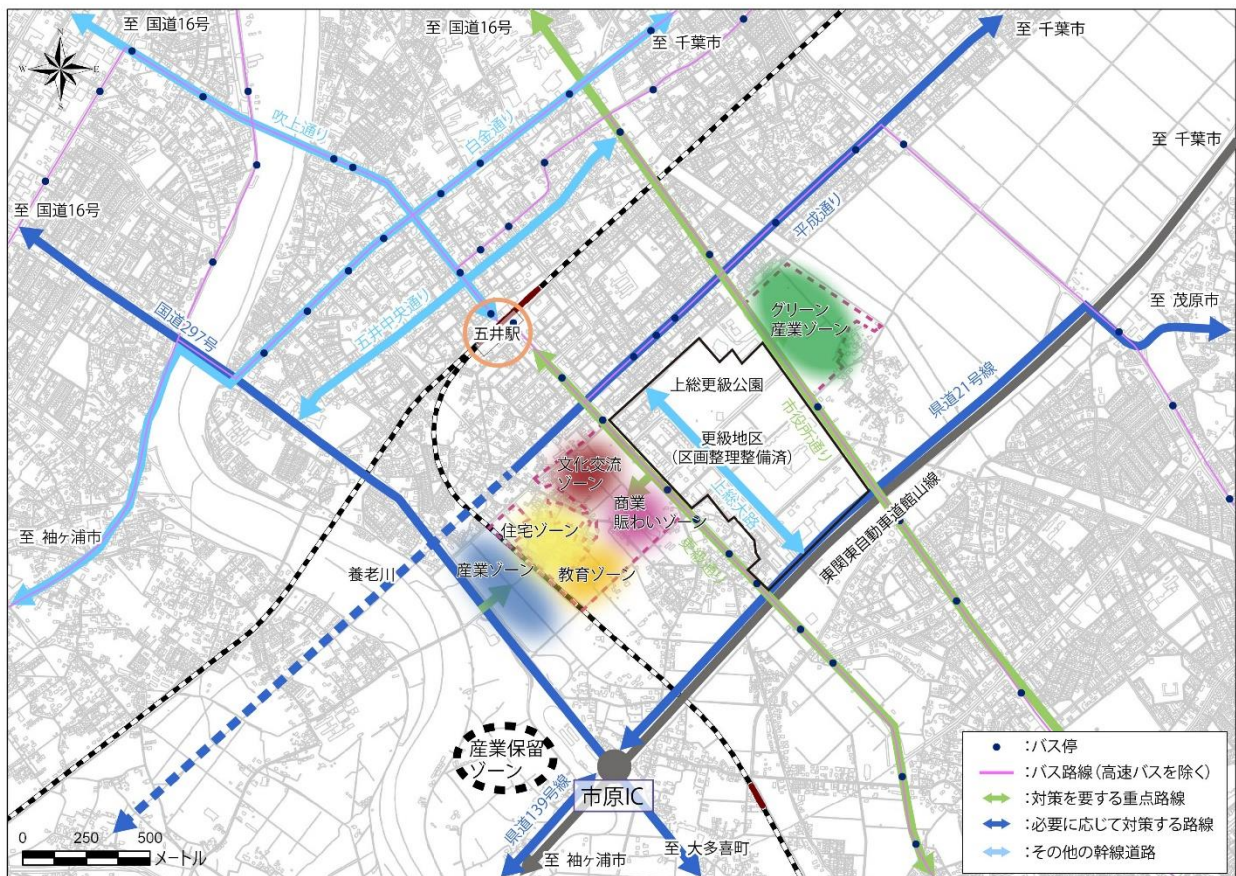 至 国道16号
至 国道16号
至 千葉市
至 千葉市
N
W
E
S
吹上通り
白金通り
至 千葉市
至 国道16号
平成通り
国道297号
五井中央通り
五井駅
グリーン
産業ゾーン
至 茂原市
上総更級公園
県道21号線
更級地区
(区画整理整備済)
市役所通り
文化交流
ゾーン
上総大路
商業
賑わいゾーン
住宅ゾーン
至 袖ヶ浦市
東関東自動車道館山線
更級通り
養老川
産業ゾーン
教育ゾーン
産業保留
ゾーン
市原IC
県道139号線
至 大多喜町
至 袖ヶ浦市
0 250 500
メートル
:バス停
:バス路線(高速バスを除く)
:対策を要する重点路線
:必要に応じて対策する路線
:その他の幹線道路